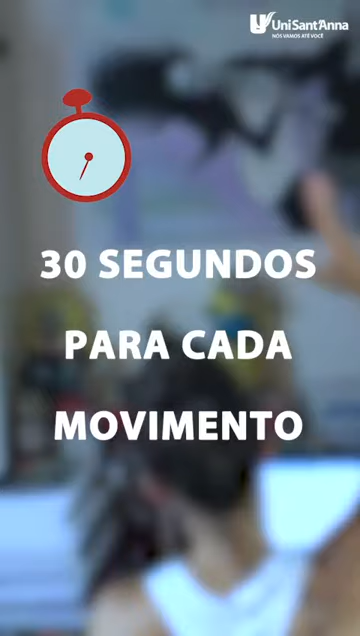 UniSant'Anna
NÓS VAMOS ATÉ VOCÊ
30 SEGUNDOS
PARA CADA
MOVIMENTO